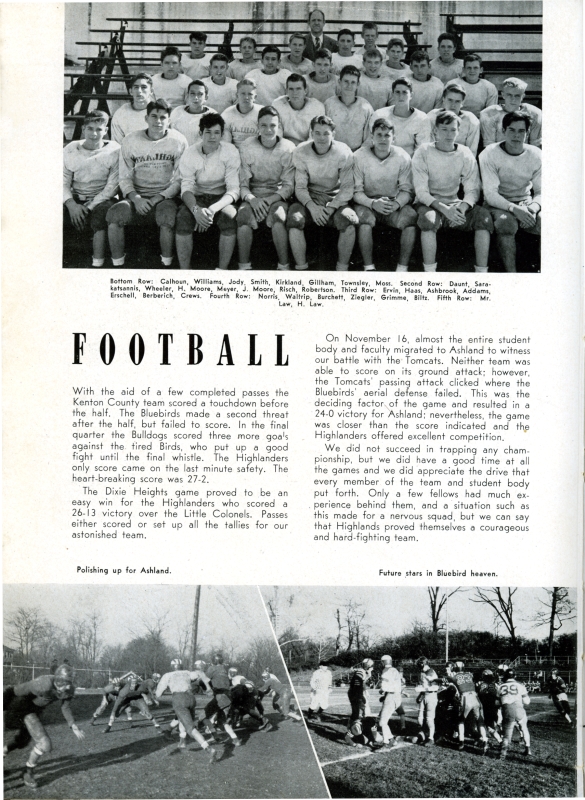 Bottom Row: Calhoun, Williams, Jody, Smith, Kirkland, Gillham, Townsley, Moss. Second Row: Daunt, Sara-
katsannis, Wheeler, H. Moore, Meyer, J. Moore, Risch, Robertson. Third Row: Ervin, Haas, Ashbrook, Addams,
Erschell, Berberich, Crews. Fourth Row: Norris, Waltrip, Burchett, Ziegler, Grimme, Biltz. Fifth Row: Mr.
Law, H. Law.
FOOTBALL
With the aid of a few completed passes the
Kenton County team scored a touchdown before
the half. The Bluebirds made a second threat
after the half, but failed to score. In the final
quarter the Bulldogs scored three more goals
against the tired Birds, who put up a good
fight until the final whistle. The Highlanders
only score came on the last minute safety. The
heart-breaking score was 27-2.
The Dixie Heights game proved to be an
easy win for the Highlanders who scored a
26-13 victory over the Little Colonels. Passes
either scored or set up all the tallies for our
astonished team.
On November 16, almost the entire student
body and faculty migrated to Ashland to witness
our battle with the Tomcats. Neither team was
able to score on its ground attack; however,
the Tomcats' passing attack clicked where the
Bluebirds' aerial defense failed. This was the
deciding factor of the game and resulted in a
24-0 victory for Ashland; nevertheless, the game
was closer than the score indicated and the
Highlanders offered excellent competition.
We did not succeed in trapping any cham-
pionship, but we did have a good time at all
the games and we did appreciate the drive that
every member of the team and student body
put forth. Only a few fellows had much ex-
perience behind them, and a situation such as
this made for a nervous squad, but we can say
that Highlands proved themselves a courageous
and hard-fighting team.
Polishing up for Ashland.
Future stars in Bluebird heaven.
39